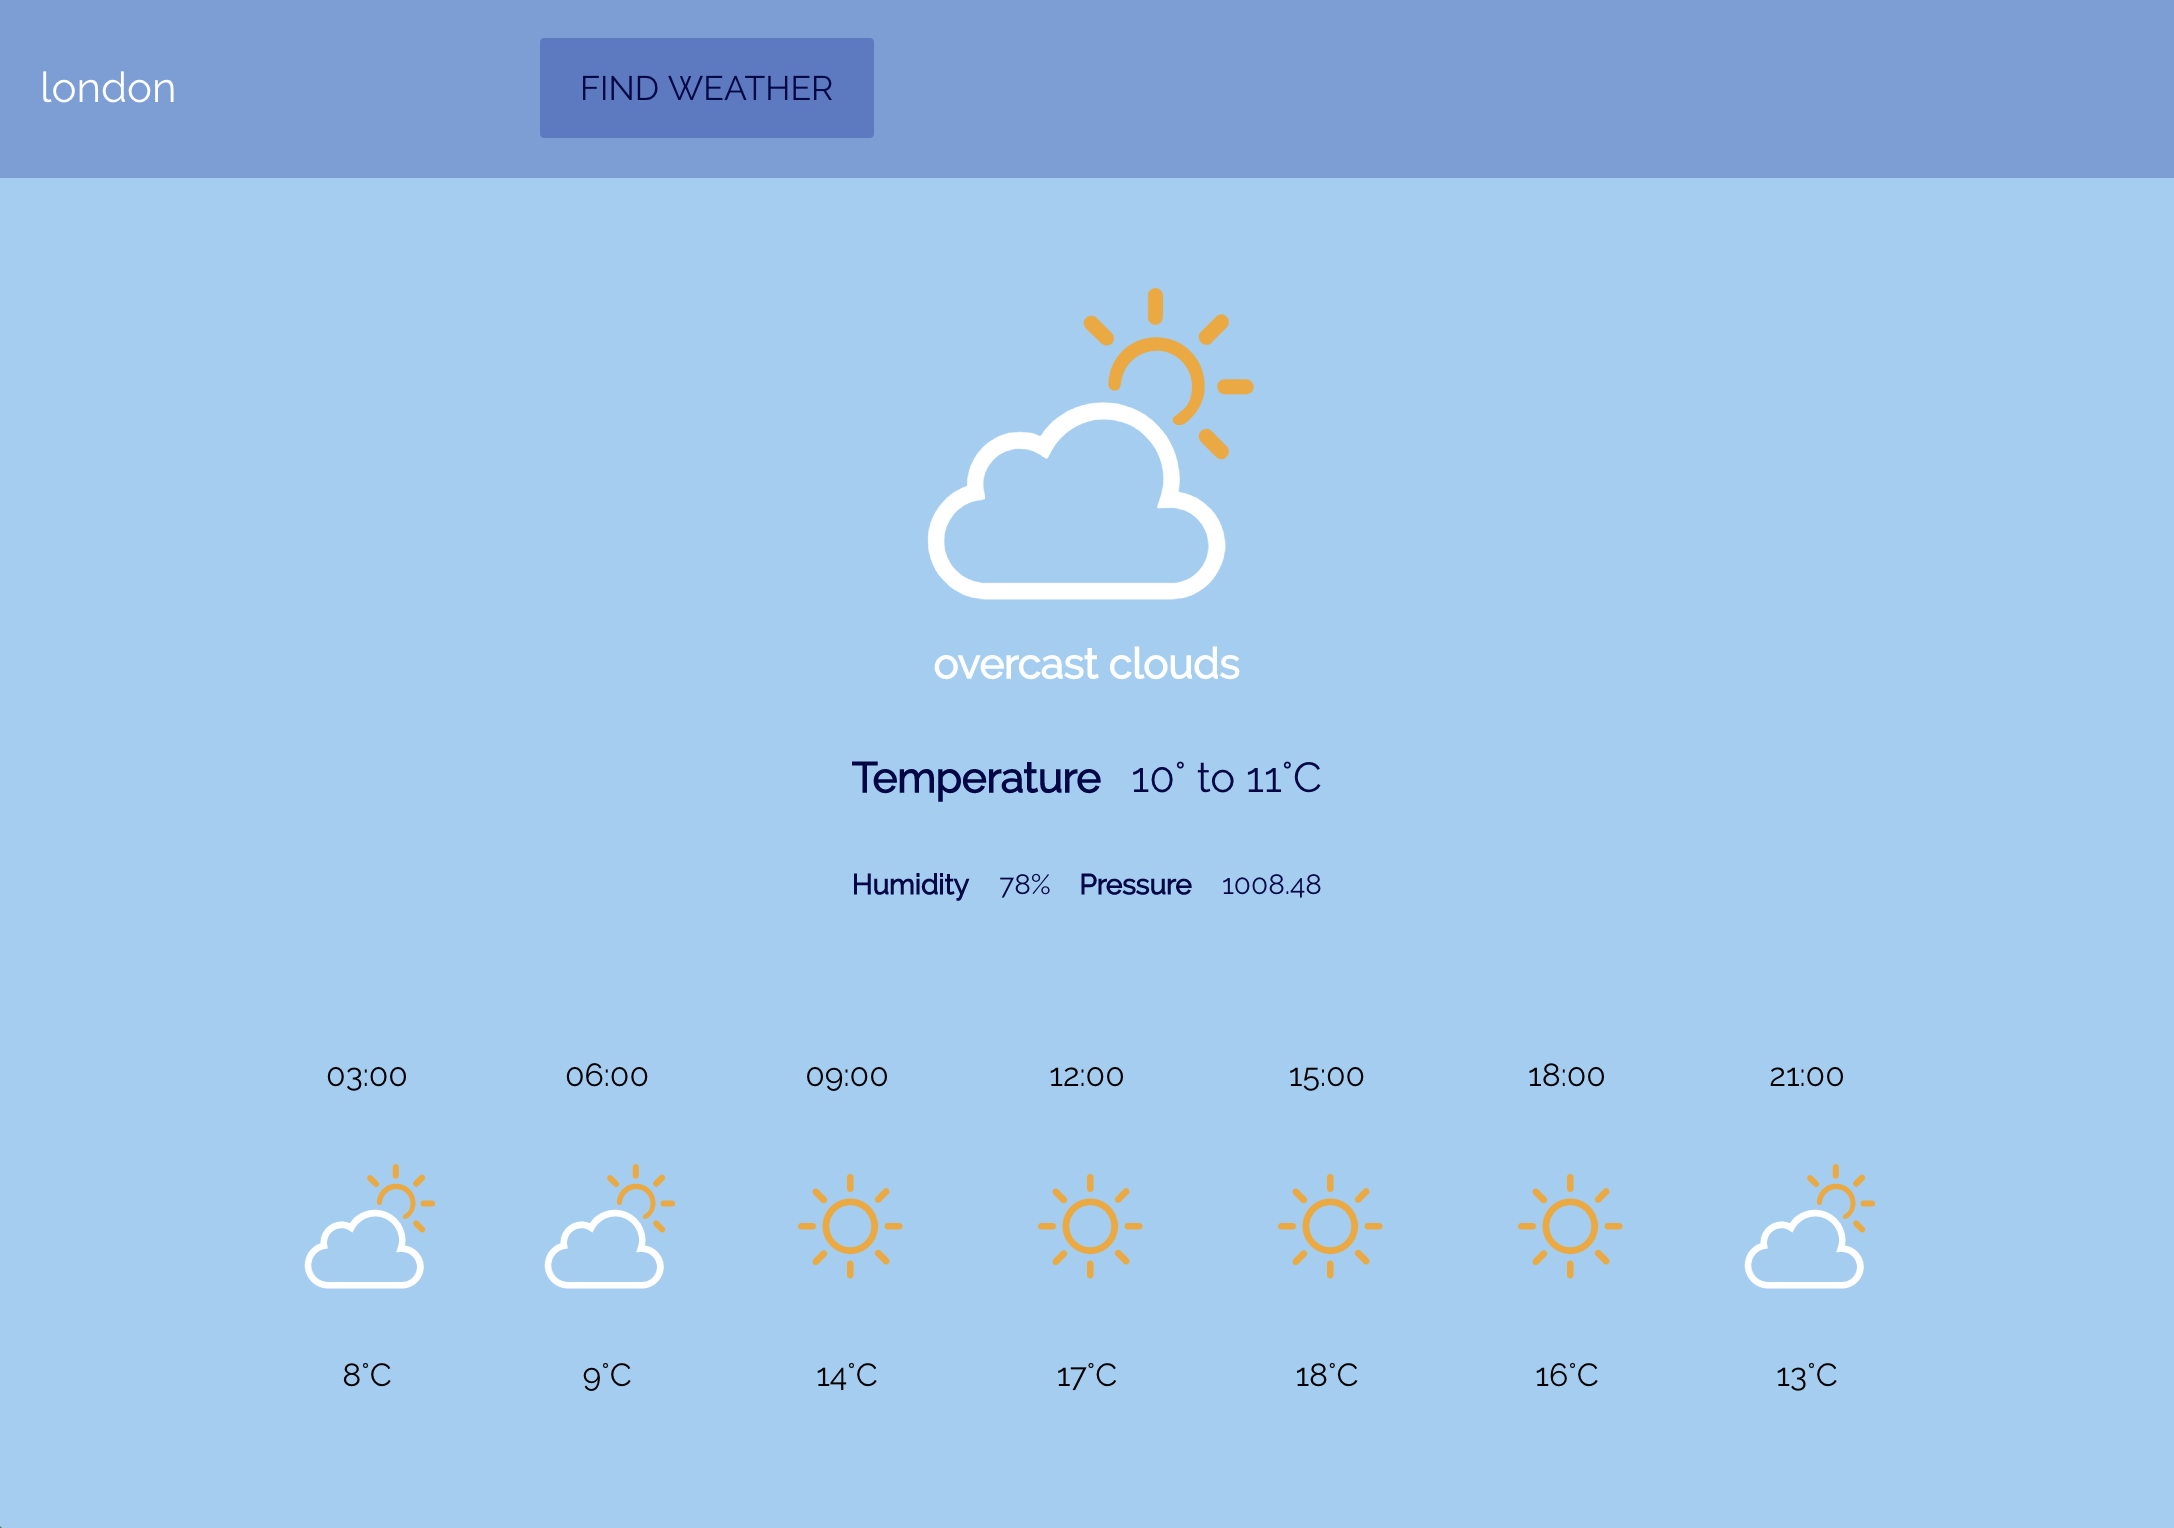 london FIND WEATHER
overcast clouds
Temperature 10° to 11°C
Humidity 78% Pressure 1008.48
03:00 06:00 09:00 12:00 15:00 18:00 21:00
8°C 9°C 14°C 17°C 18°C 16°C 13°C